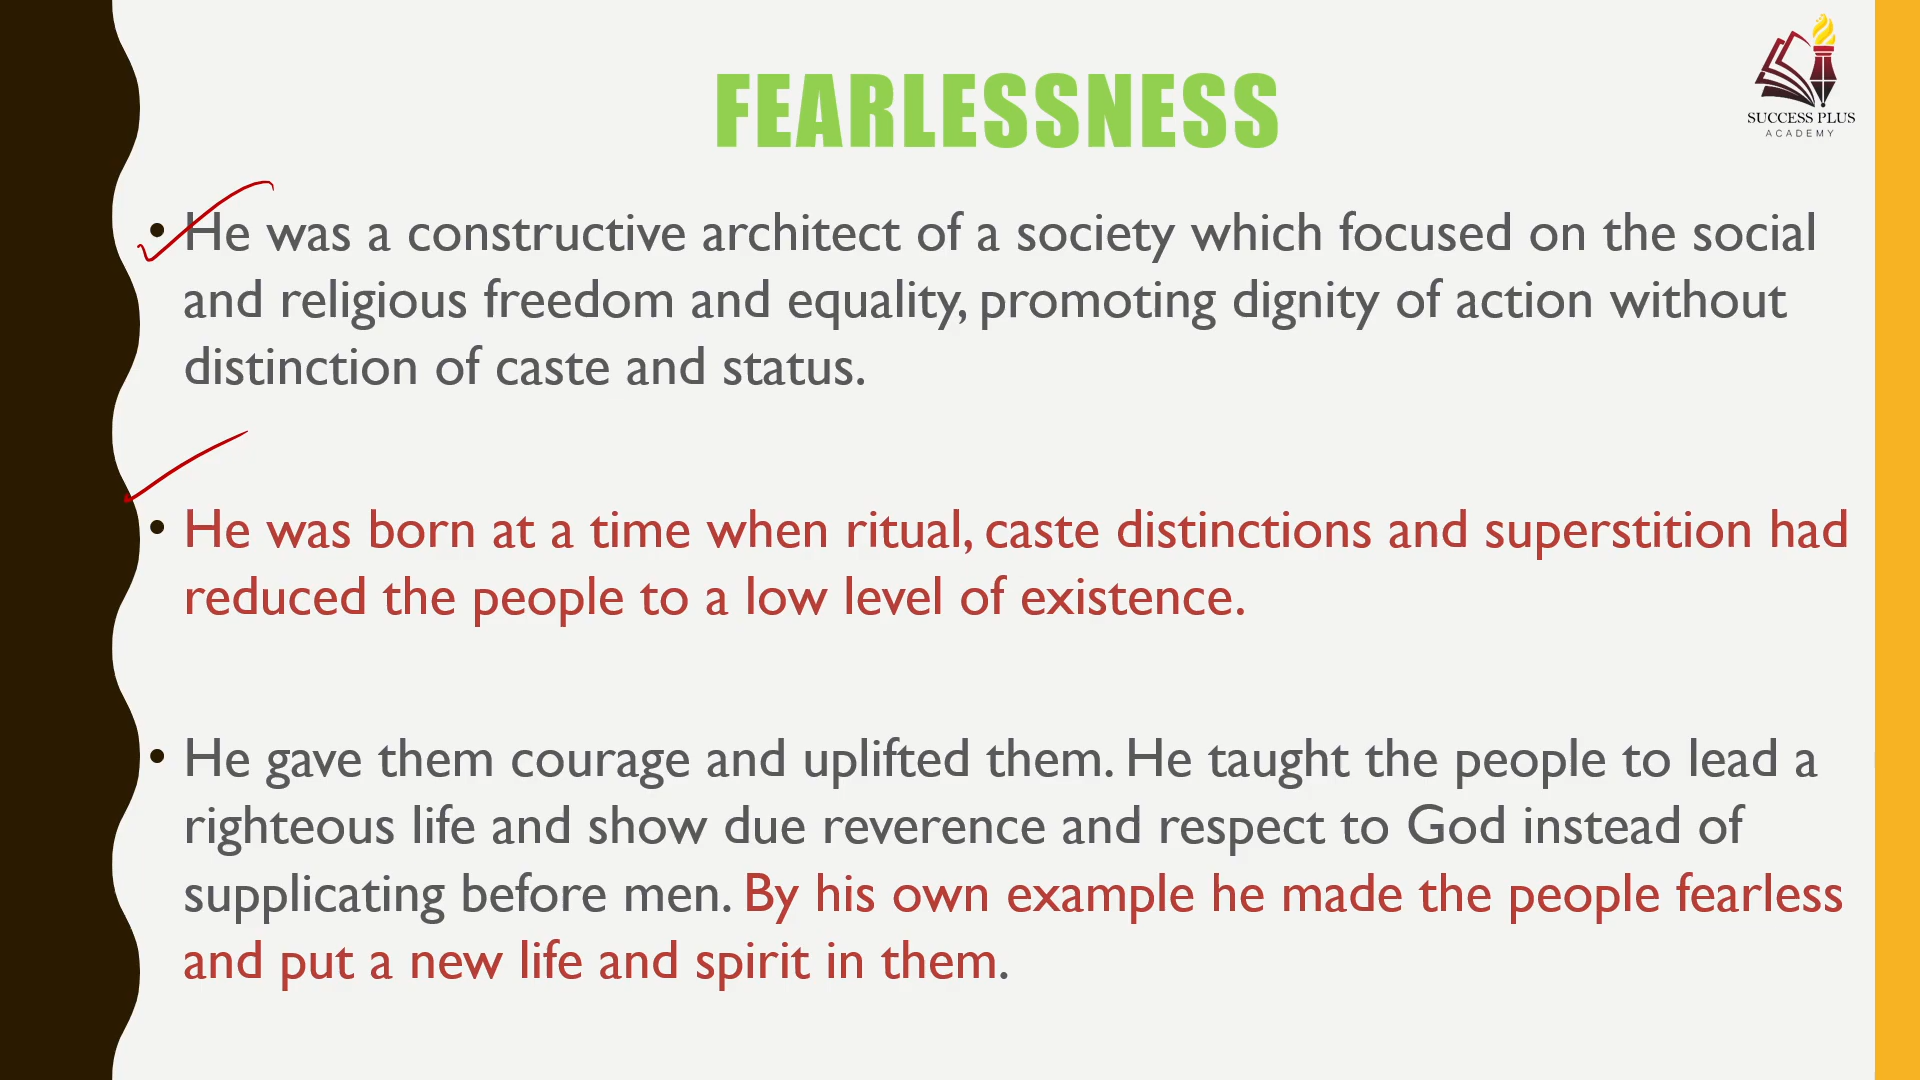 FEARLESSNESS
SUCCESS PLUS
ACADEMY
• He was a constructive architect of a society which focused on the social
and religious freedom and equality, promoting dignity of action without
distinction of caste and status.
• He was born at a time when ritual, caste distinctions and superstition had
reduced the people to a low level of existence.
• He gave them courage and uplifted them. He taught the people to lead a
righteous life and show due reverence and respect to God instead of
supplicating before men. By his own example he made the people fearless
and put a new life and spirit in them.